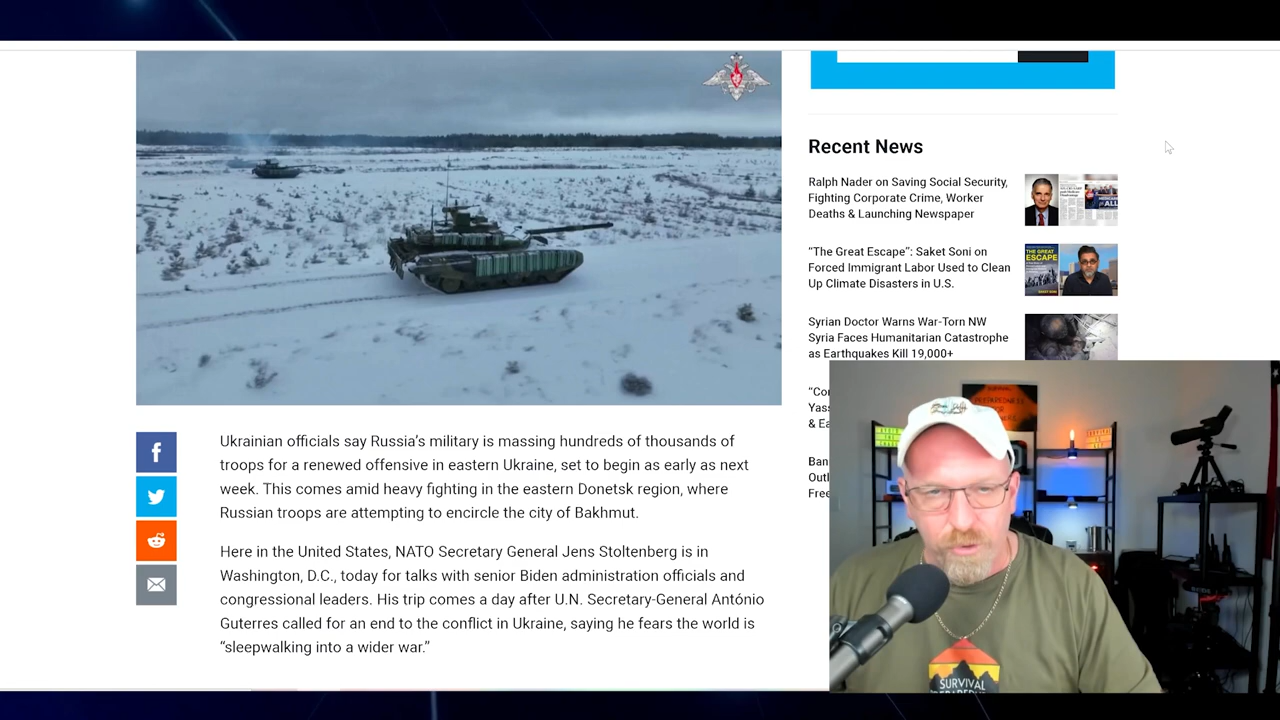 Recent News
Ralph Nader on Saving Social Security,
Fighting Corporate Crime, Worker
Deaths & Launching Newspaper
“The Great Escape”: Saket Soni on
Forced Immigrant Labor Used to Clean
Up Climate Disasters in U.S.
THE GREAT
ESCAPE
Syrian Doctor Warns War-Torn NW
Syria Faces Humanitarian Catastrophe
as Earthquakes Kill 19,000+
Ukrainian officials say Russia’s military is massing hundreds of thousands of
troops for a renewed offensive in eastern Ukraine, set to begin as early as next
week. This comes amid heavy fighting in the eastern Donetsk region, where
Russian troops are attempting to encircle the city of Bakhmut.
Here in the United States, NATO Secretary General Jens Stoltenberg is in
Washington, D.C., today for talks with senior Biden administration officials and
congressional leaders. His trip comes a day after U.N. Secretary-General António
Guterres called for an end to the conflict in Ukraine, saying he fears the world is
“sleepwalking into a wider war.”
SURVIVAL